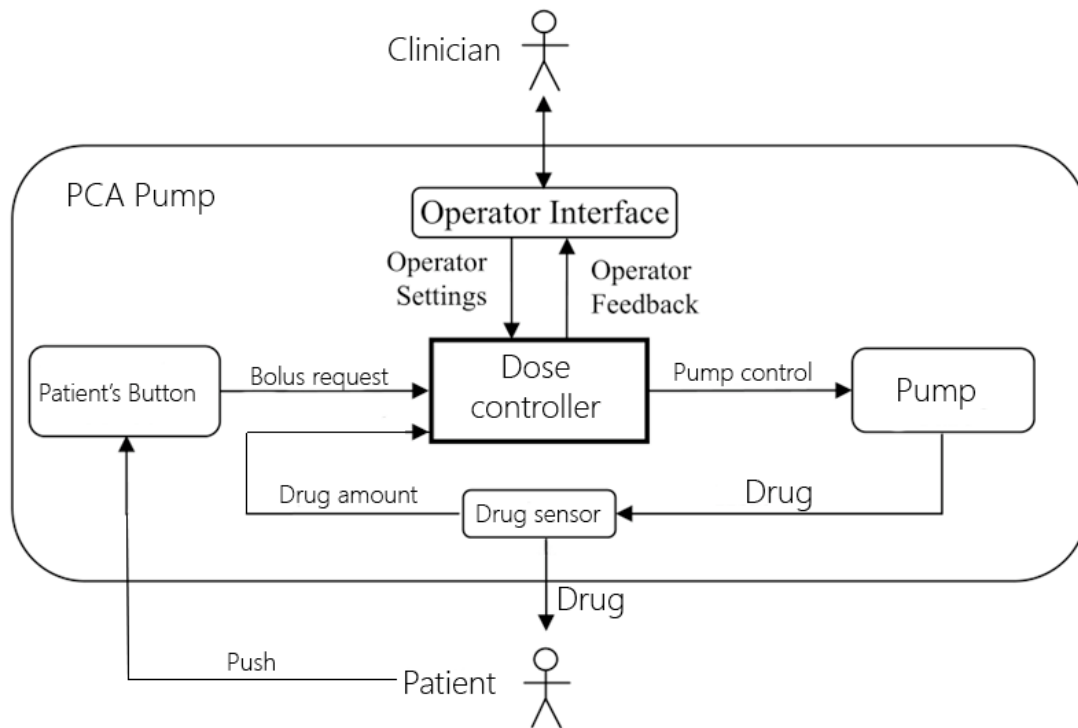 Clinician
PCA Pump
Operator Interface
Operator
Settings
Operator
Feedback
Patient's Button
Bolus request
Dose
controller
Pump control
Pump
Drug amount
Drug sensor
Drug
Drug
Push
Patient